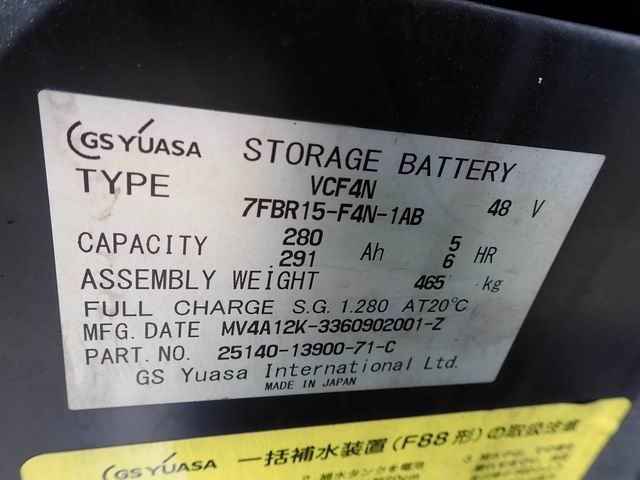 GS YUASA STORAGE BATTERY
TYPE VCF4N
7FBR15-F4N-1AB 48 V
CAPACITY 280 Ah 5 HR
291 6
ASSEMBLY WEIGHT 465 kg
FULL CHARGE S.G. 1.280 AT20℃
MFG. DATE MV4A12K-3360902001-Z
PART. NO. 25140-13900-71-C
GS Yuasa International Ltd.
MADE IN JAPAN
GS YUASA 一括補水装置(F88形)の取扱注意